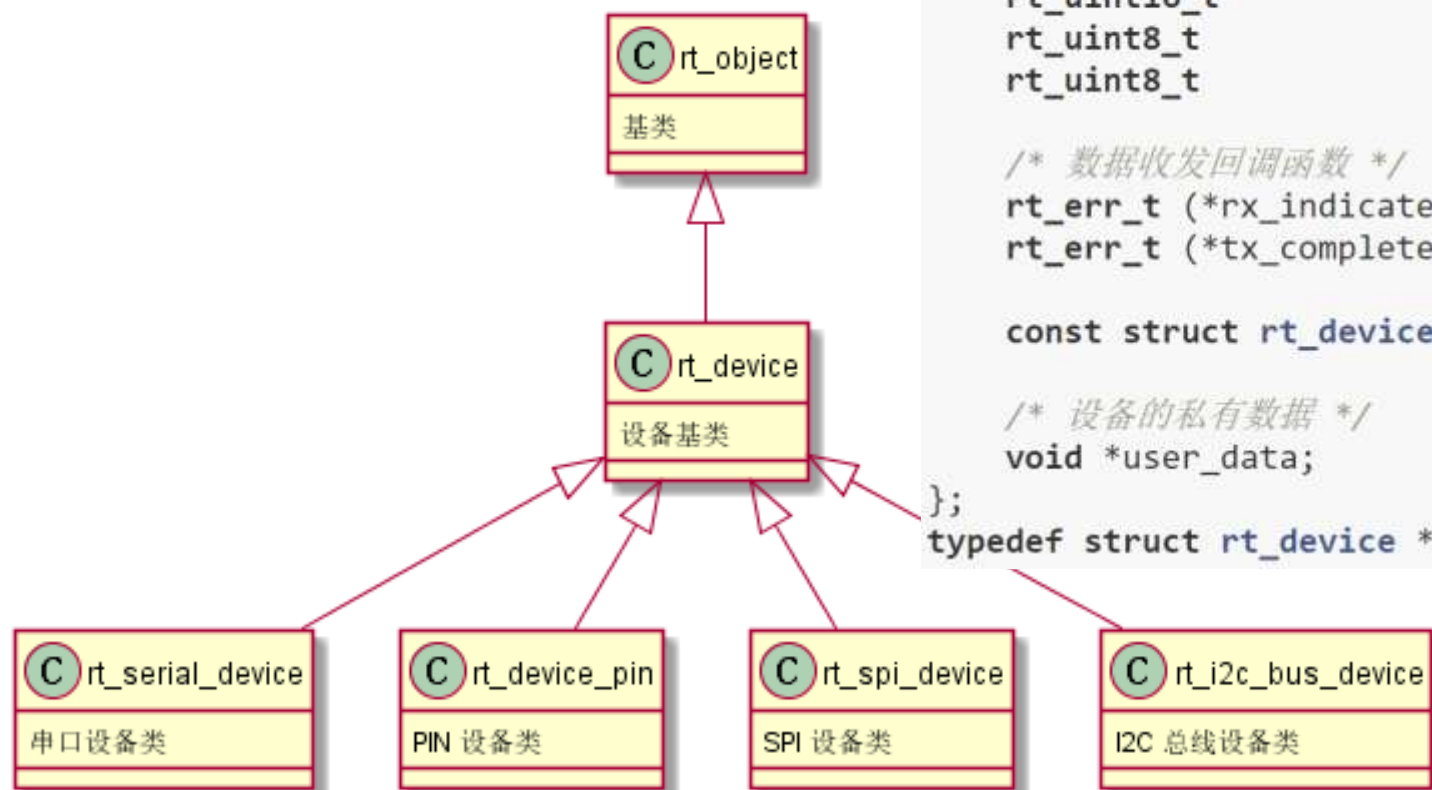 C rt_object
基类
C rt_device
设备基类
C rt_serial_device
串口设备类
C rt_device_pin
PIN 设备类
C rt_spi_device
SPI 设备类
C rt_i2c_bus_device
I2C 总线设备类
rt_uint16_t
rt_uint8_t
rt_uint8_t
/* 数据收发回调函数 */
rt_err_t (*rx_indicate
rt_err_t (*tx_complete
const struct rt_device
/* 设备的私有数据 */
void *user_data;
};
typedef struct rt_device *